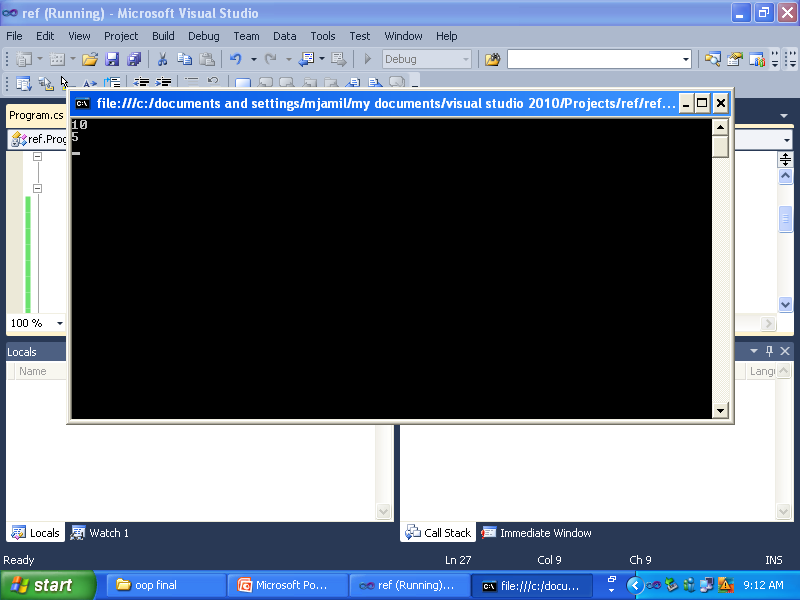 ref (Running) - Microsoft Visual Studio
File Edit View Project Build Debug Team Data Tools Test Window Help
Debug
file:///c:/documents and settings/mjamil/my documents/visual studio 2010/Projects/ref/ref...
Program.cs
10
5
ref.Prog
100 %
Locals
Name
Langu
Locals Watch 1 Call Stack Immediate Window
Ready Ln 27 Col 9 Ch 9 INS
start oop final Microsoft Po... ref (Running)... file:///c:/docu... 9:12 AM